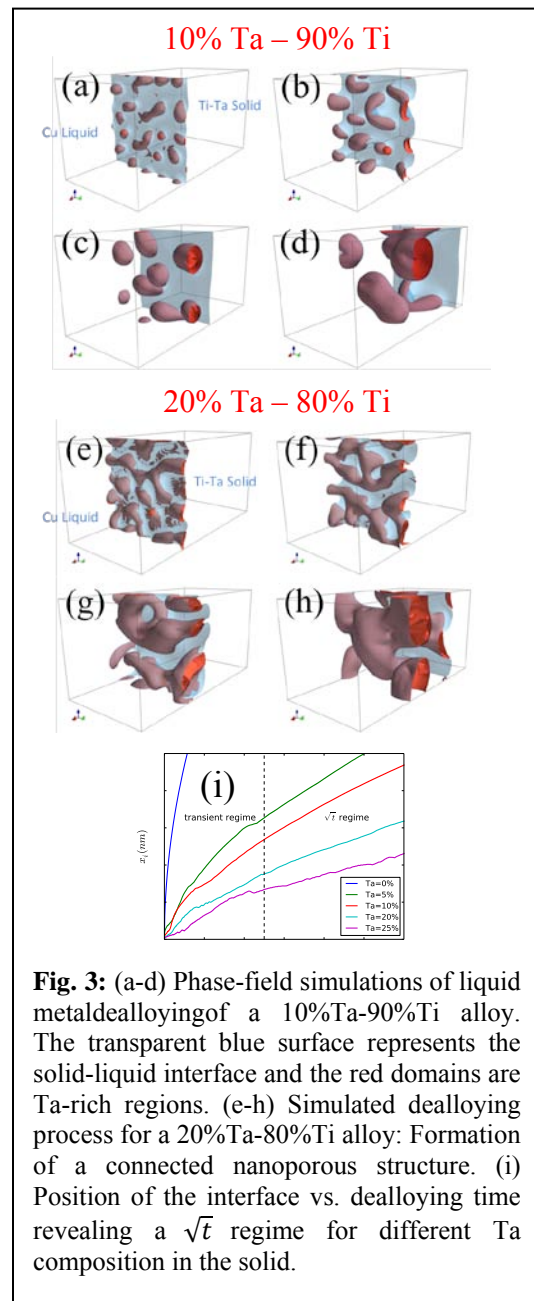 10% Ta – 90% Ti
(a)
Ti-Ta Solid
Cu Liquid
(b)
(c)
(d)
20% Ta – 80% Ti
(e)
Ti-Ta Solid
Cu Liquid
(f)
(g)
(h)
(i)
transient regime
√t regime
x_i(nm)
Ta=0%
Ta=5%
Ta=10%
Ta=20%
Ta=25%
Fig. 3: (a-d) Phase-field simulations of liquid
metaldealloyingof a 10%Ta-90%Ti alloy.
The transparent blue surface represents the
solid-liquid interface and the red domains are
Ta-rich regions. (e-h) Simulated dealloying
process for a 20%Ta-80%Ti alloy: Formation
of a connected nanoporous structure. (i)
Position of the interface vs. dealloying time
revealing a √t regime for different Ta
composition in the solid.